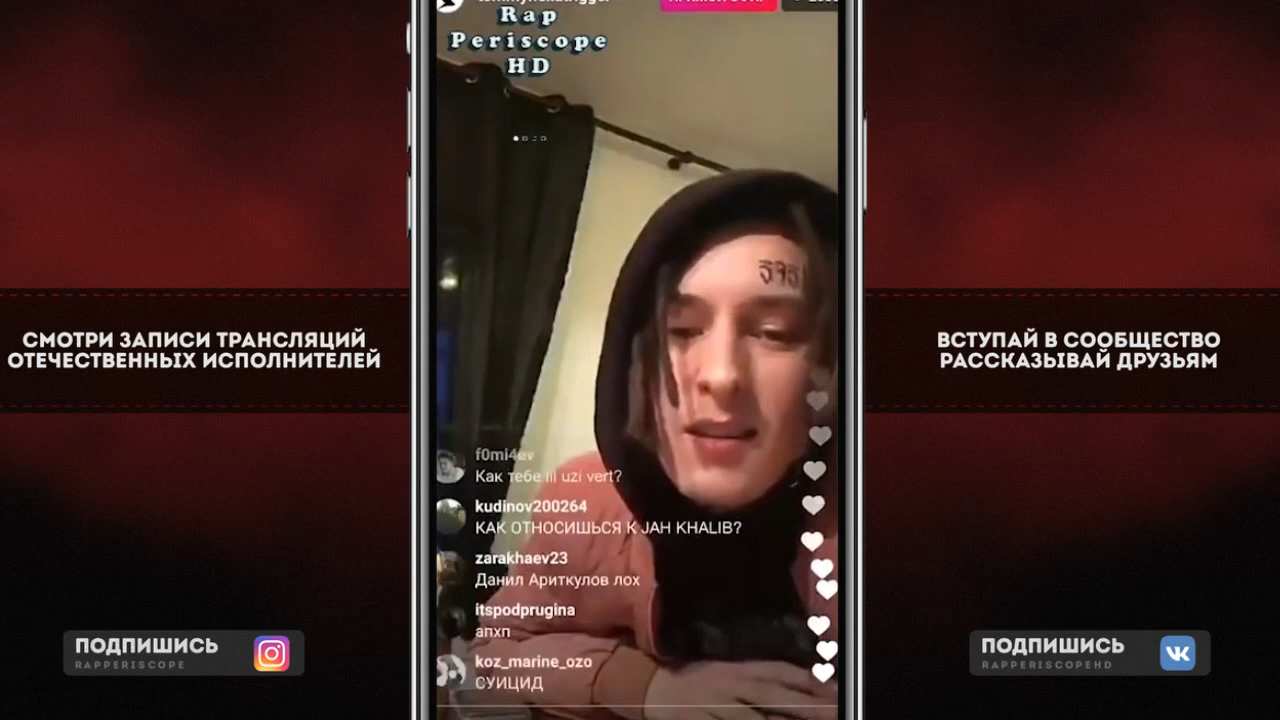 Rap
Periscope
HD
СМОТРИ ЗАПИСИ ТРАНСЛЯЦИЙ
ОТЕЧЕСТВЕННЫХ ИСПОЛНИТЕЛЕЙ
ВСТУПАЙ В СООБЩЕСТВО
РАССКАЗЫВАЙ ДРУЗЬЯМ
f0mi4ev
Как тебе lil uzi vert?
kudinov200264
КАК ОТНОСИШЬСЯ К JAH KHALIB?
zarakhaev23
Данил Ариткулов лох
itspodprugina
апхп
koz_marine_ozo
СУИЦИД
ПОДПИШИСЬ
RAPPERISCOPE
ПОДПИШИСЬ
RAPPERISCOPEHD